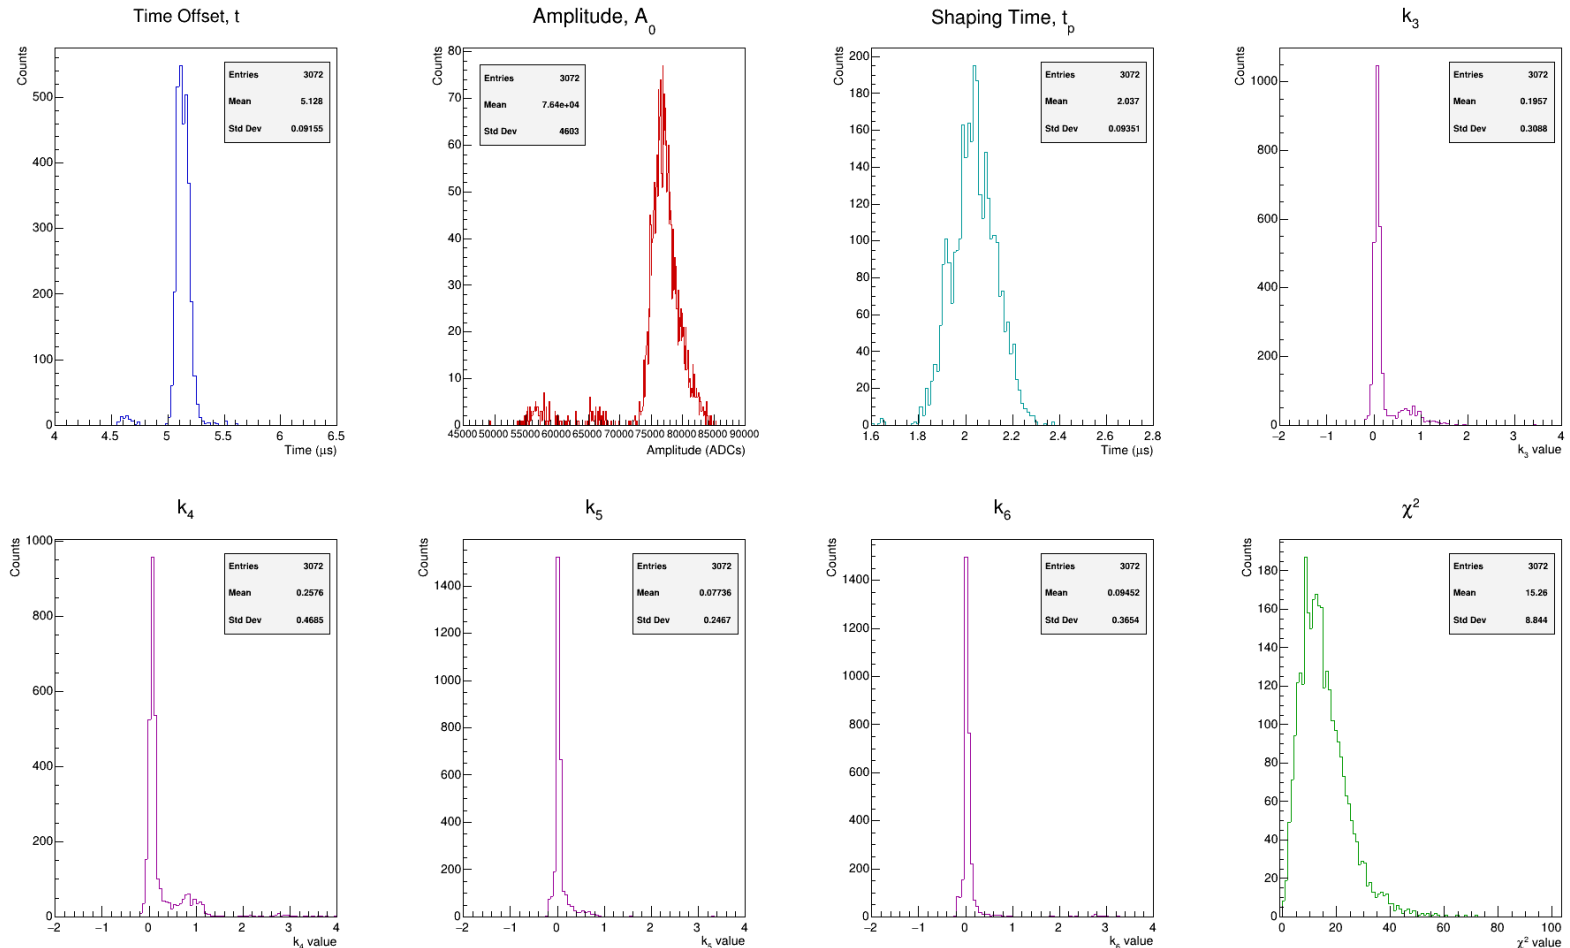 Time Offset, t
Counts
Entries 3072
Mean 5.128
Std Dev 0.09155
500
400
300
200
100
0
4 4.5 5 5.5 6 6.5
Time (μs)
Amplitude, A0
Counts
Entries 3072
Mean 7.64e+04
Std Dev 4603
80
70
60
50
40
30
20
10
0
45000 50000 55000 60000 65000 70000 75000 80000 85000 90000
Amplitude (ADCs)
Shaping Time, tp
Counts
Entries 3072
Mean 2.037
Std Dev 0.09351
200
180
160
140
120
100
80
60
40
20
0
1.6 1.8 2 2.2 2.4 2.6 2.8
Time (μs)
k3
Counts
Entries 3072
Mean 0.1957
Std Dev 0.3088
1000
800
600
400
200
0
−2 −1 0 1 2 3 4
k3 value
k4
Counts
Entries 3072
Mean 0.2576
Std Dev 0.4685
1000
800
600
400
200
0
−2 −1 0 1 2 3 4
k4 value
k5
Counts
Entries 3072
Mean 0.07736
Std Dev 0.2467
1400
1200
1000
800
600
400
200
0
−2 −1 0 1 2 3 4
k5 value
k6
Counts
Entries 3072
Mean 0.09452
Std Dev 0.3654
1400
1200
1000
800
600
400
200
0
−2 −1 0 1 2 3 4
k6 value
χ²
Counts
Entries 3072
Mean 15.26
Std Dev 8.844
180
160
140
120
100
80
60
40
20
0
0 20 40 60 80 100
χ² value